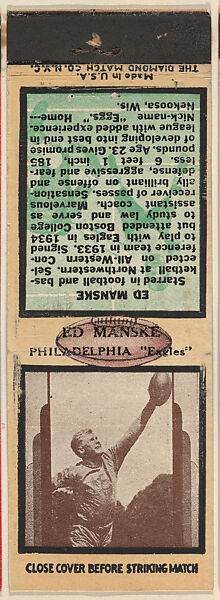 THE DIAMOND MATCH CO. N.Y.C.
Made in U.S.A.
ED MANSKE
Starred in football and bas-
ketball at Northwestern. Sel-
ected on All-Western Con-
ference team in 1933. Signed
to play with Eagles in 1934
but attended Boston College
to study law and serve as
assistant coach. Marvelous
receiver of passes. Sensation-
ally brilliant on offense and
defense, aggressive and fear-
less. 6 feet 1 inch, 185
pounds, Age 23. Gives promise
of developing into best end in
league with added experience.
Nick-name "Eggs." Home—
Nekoosa, Wis.
ED MANSKE
PHILADELPHIA "Eagles"
CLOSE COVER BEFORE STRIKING MATCH